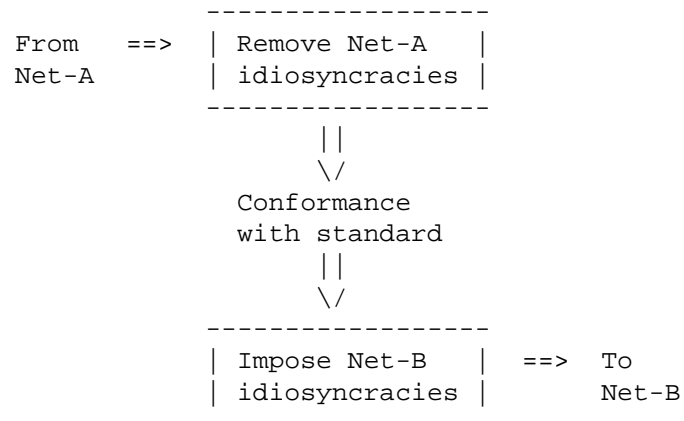 ------------------
From   ==>  | Remove Net-A   |
Net-A       | idiosyncracies |
------------------
||
\/
Conformance
with standard
||
\/
------------------
| Impose Net-B   |  ==>  To
| idiosyncracies |       Net-B